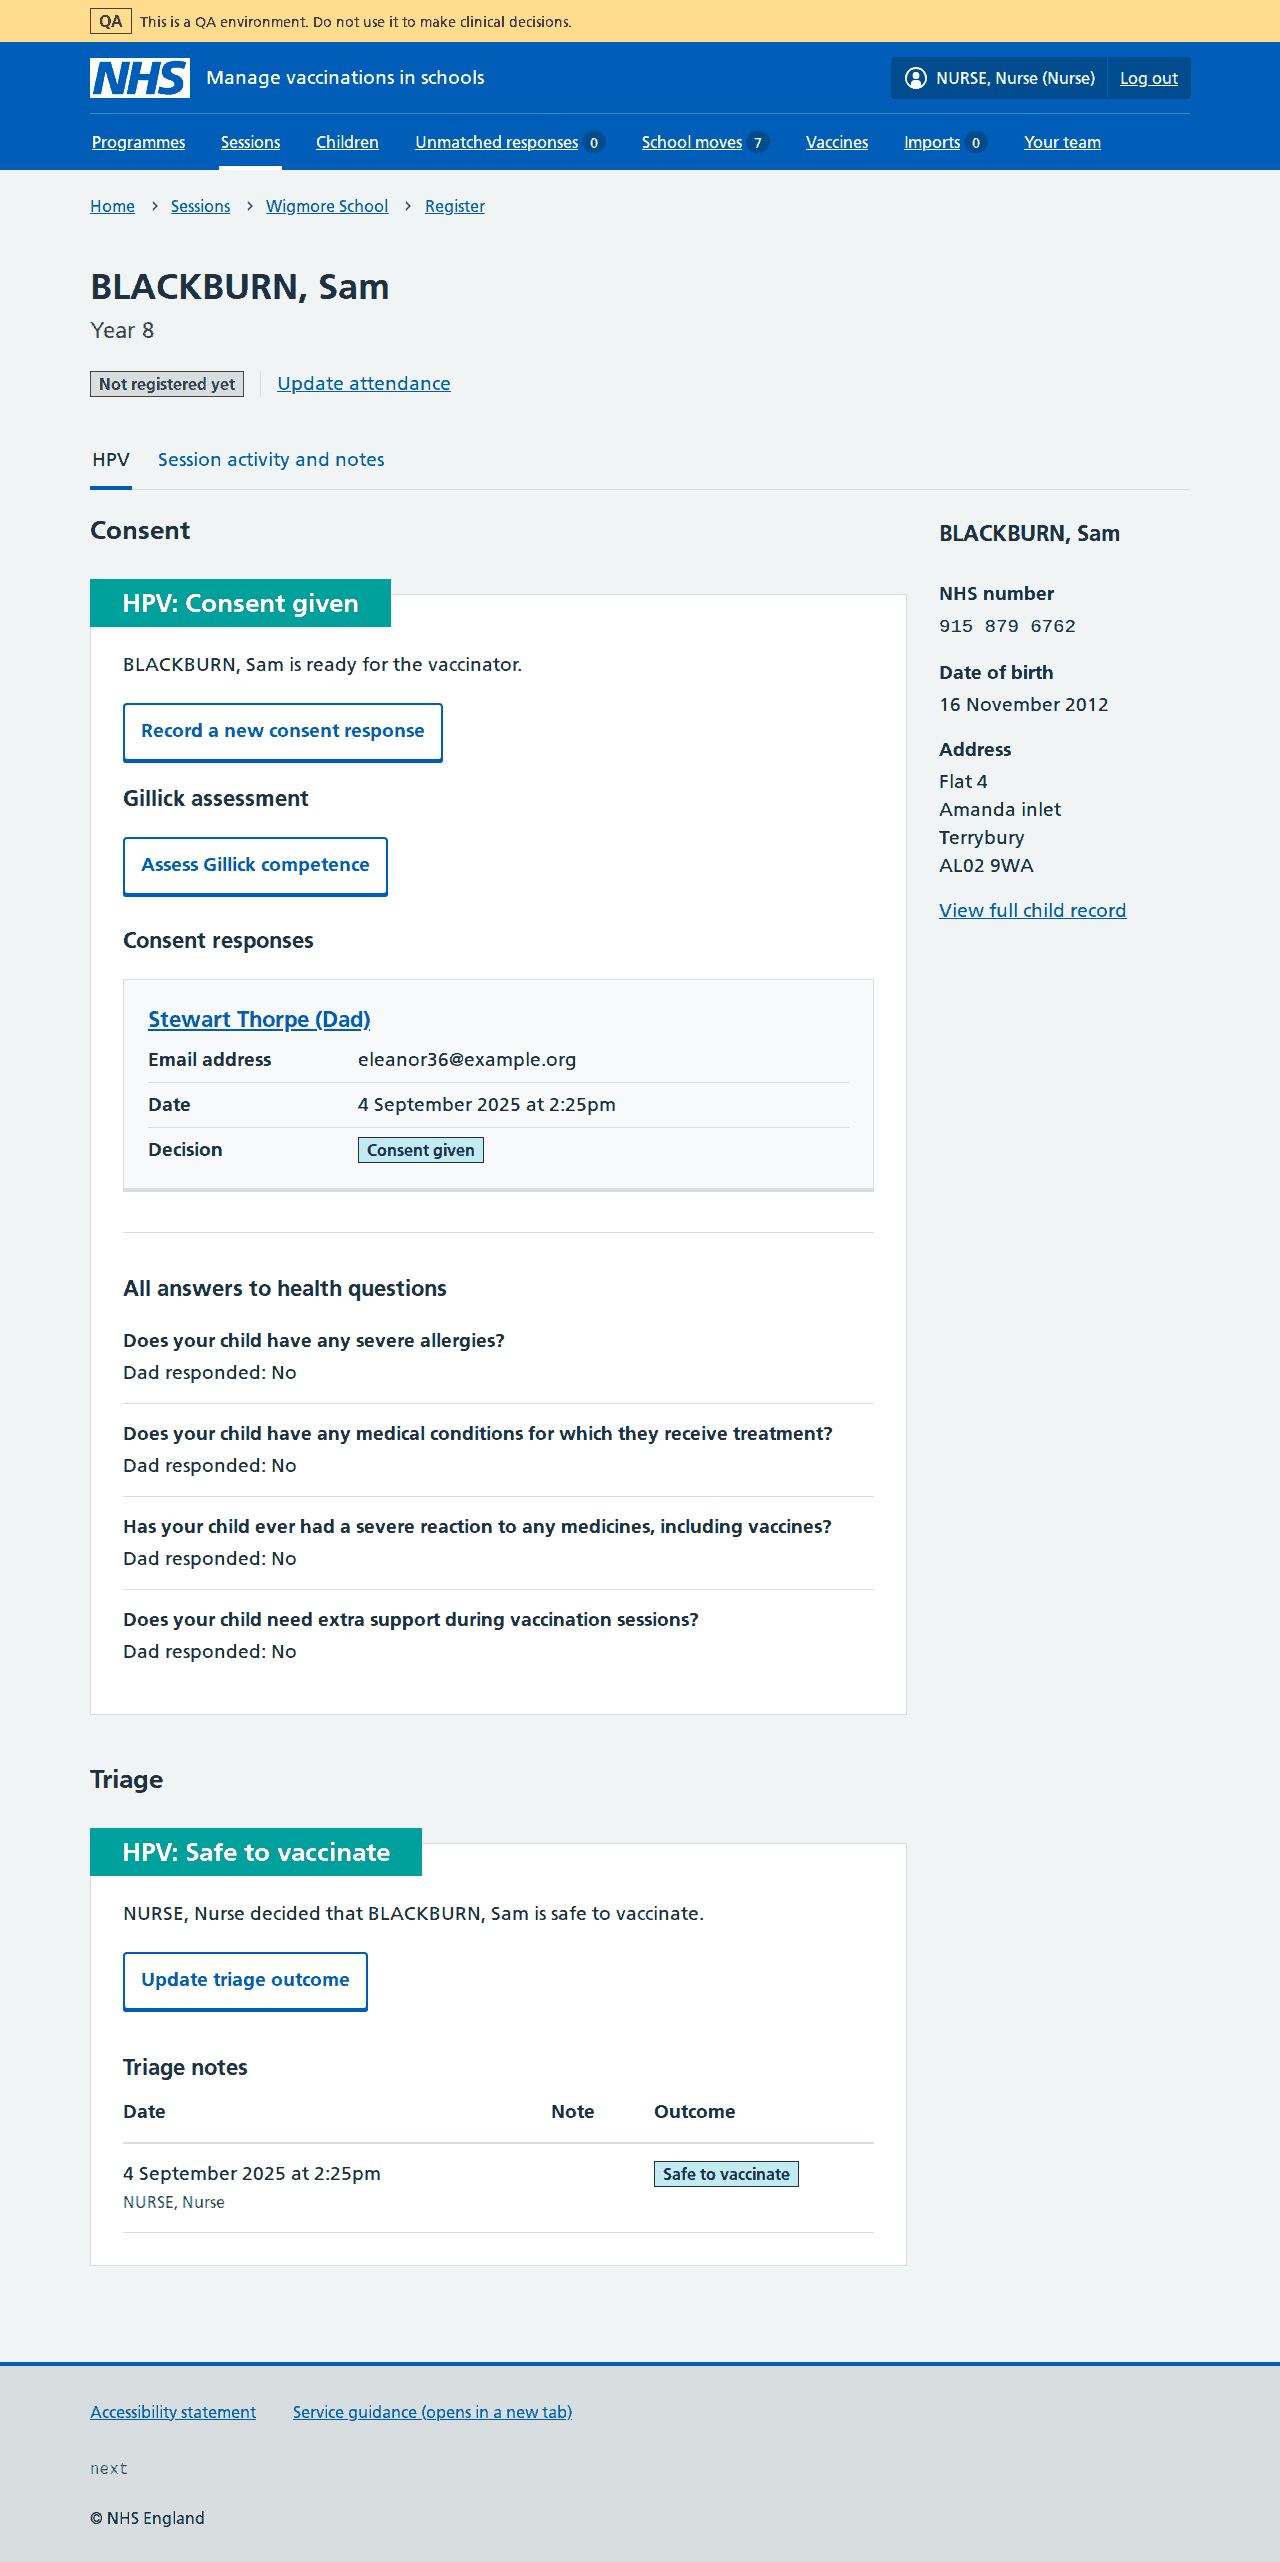 QA This is a QA environment. Do not use it to make clinical decisions.
NHS Manage vaccinations in schools NURSE, Nurse (Nurse) Log out
Programmes Sessions Children Unmatched responses 0 School moves 7 Vaccines Imports 0 Your team
Home > Sessions > Wigmore School > Register
BLACKBURN, Sam
Year 8
Not registered yet Update attendance
HPV Session activity and notes
Consent
HPV: Consent given
BLACKBURN, Sam is ready for the vaccinator.
Record a new consent response
Gillick assessment
Assess Gillick competence
Consent responses
Stewart Thorpe (Dad)
Email address eleanor36@example.org
Date 4 September 2025 at 2:25pm
Decision Consent given
All answers to health questions
Does your child have any severe allergies?
Dad responded: No
Does your child have any medical conditions for which they receive treatment?
Dad responded: No
Has your child ever had a severe reaction to any medicines, including vaccines?
Dad responded: No
Does your child need extra support during vaccination sessions?
Dad responded: No
BLACKBURN, Sam
NHS number
915 879 6762
Date of birth
16 November 2012
Address
Flat 4
Amanda inlet
Terrybury
AL02 9WA
View full child record
Triage
HPV: Safe to vaccinate
NURSE, Nurse decided that BLACKBURN, Sam is safe to vaccinate.
Update triage outcome
Triage notes
Date Note Outcome
4 September 2025 at 2:25pm Safe to vaccinate
NURSE, Nurse
Accessibility statement Service guidance (opens in a new tab)
next
© NHS England